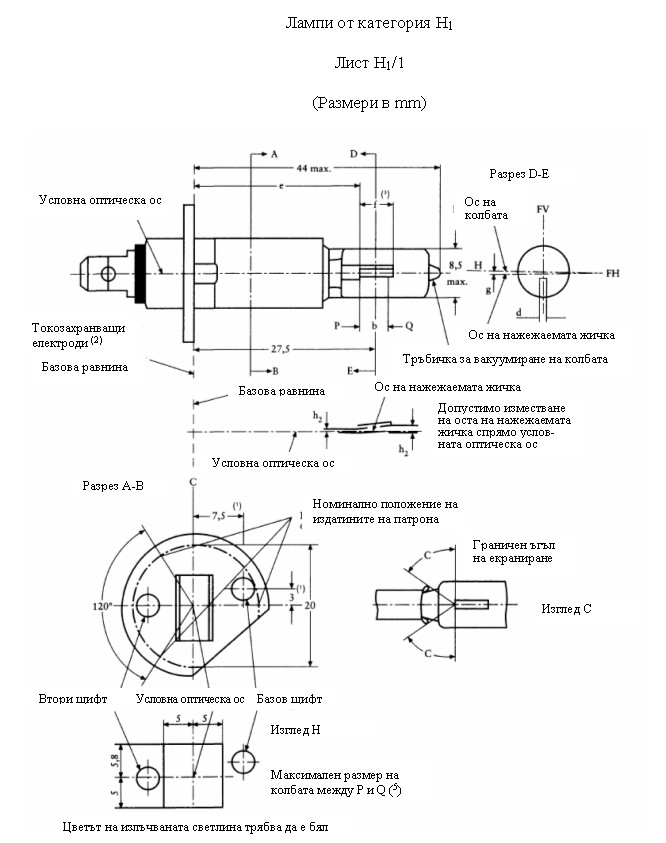 Лампи от категория H₁
Лист H₁/1
(Размери в mm)
A
D
44 max.
Разрез D-E
e
(¹)
f
Условна оптическа ос
Ос на
колбата
FV
H
8,5
max.
g
FH
d
P
b
Q
Ос на нажежаемата жичка
Токозахранващи
електроди (2)
27,5
Тръбичка за вакуумиране на колбата
Базова равнина
B
E
Базова равнина
Ос на нажежаемата жичка
h₂
Допустимо изместване
на оста на нажежаемата
жичка спрямо услов-
ната оптическа ос
h₂
Условна оптическа ос
Разрез A-B
C
(¹)
7,5
Номинално положение на
издатините на патрона
Граничен ъгъл
на екраниране
C
120°
3
(¹)
20
Изглед C
C
Втори щифт
Условна оптическа ос
Базов щифт
5
5
Изглед H
5,8
5
Максимален размер на
колбата между P и Q (⁵)
Цветът на излъчваната светлина трябва да е бял